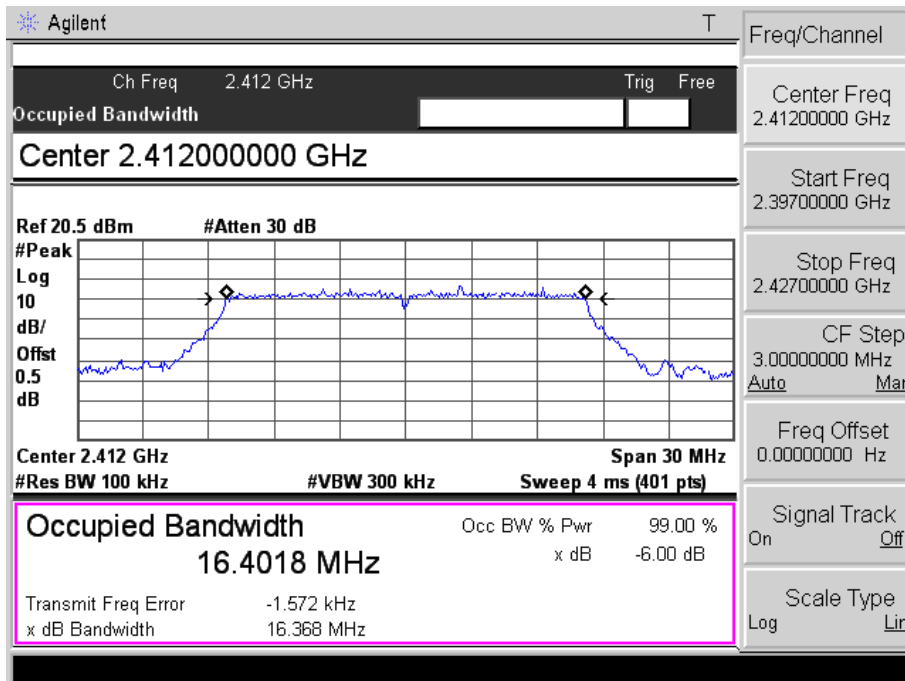 Agilent T
Ch Freq 2.412 GHz Trig Free
Occupied Bandwidth
Center 2.412000000 GHz
Ref 20.5 dBm #Atten 30 dB
#Peak
Log
10
dB/
Offst
0.5
dB
Center 2.412 GHz Span 30 MHz
#Res BW 100 kHz #VBW 300 kHz Sweep 4 ms (401 pts)
Occupied Bandwidth Occ BW % Pwr 99.00 %
16.4018 MHz x dB -6.00 dB
Transmit Freq Error -1.572 kHz
x dB Bandwidth 16.368 MHz
Freq/Channel
Center Freq
2.41200000 GHz
Start Freq
2.39700000 GHz
Stop Freq
2.42700000 GHz
CF Step
3.00000000 MHz
Auto Mar
Freq Offset
0.00000000 Hz
Signal Track
On Off
Scale Type
Log Lin